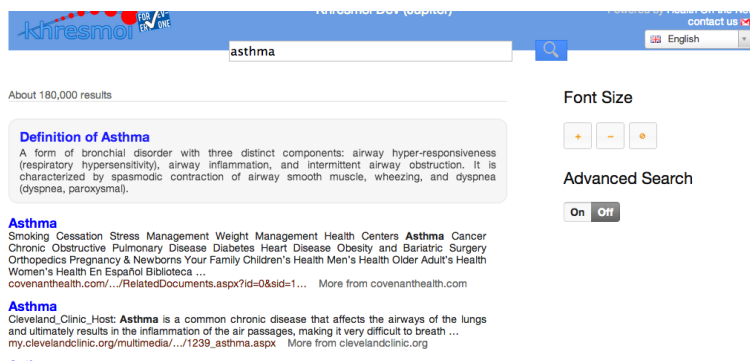 Khresmoi Dev (Jupiter)
khresmoi FOR EV-
ERY ONE
contact us
English
asthma
About 180,000 results
Font Size
Definition of Asthma
A form of bronchial disorder with three distinct components: airway hyper-responsiveness
(respiratory hypersensitivity), airway inflammation, and intermittent airway obstruction. It is
characterized by spasmodic contraction of airway smooth muscle, wheezing, and dyspnea
(dyspnea, paroxysmal).
+ -
Advanced Search
On Off
Asthma
Smoking Cessation Stress Management Weight Management Health Centers Asthma Cancer
Chronic Obstructive Pulmonary Disease Diabetes Heart Disease Obesity and Bariatric Surgery
Orthopedics Pregnancy & Newborns Your Family Children's Health Men's Health Older Adult's Health
Women's Health En Español Biblioteca ...
covenanthealth.com/.../RelatedDocuments.aspx?id=0&sid=1... More from covenanthealth.com
Asthma
Cleveland_Clinic_Host: Asthma is a common chronic disease that affects the airways of the lungs
and ultimately results in the inflammation of the air passages, making it very difficult to breath ...
my.clevelandclinic.org/multimedia/.../1239_asthma.aspx More from clevelandclinic.org